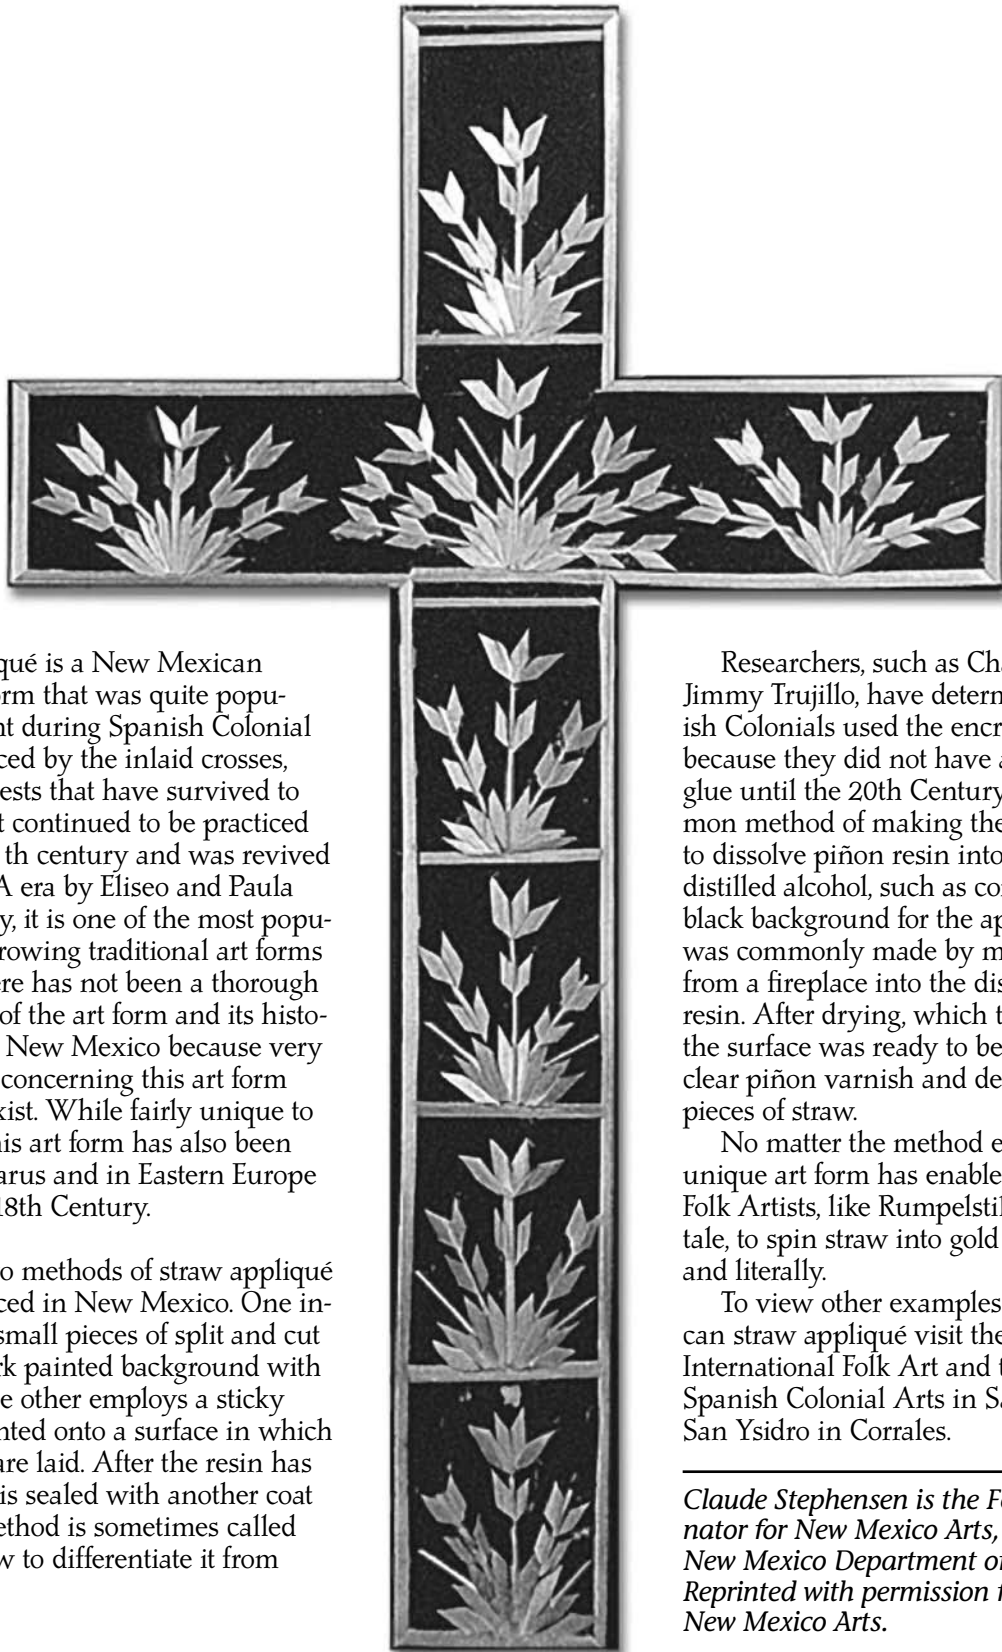 qué is a New Mexican
orm that was quite popu-
nt during Spanish Colonial
ced by the inlaid crosses,
ests that have survived to
t continued to be practiced
th century and was revived
A era by Eliseo and Paula
y, it is one of the most popu-
rowing traditional art forms
ere has not been a thorough
of the art form and its histo-
New Mexico because very
concerning this art form
xist. While fairly unique to
his art form has also been
arus and in Eastern Europe
18th Century.
o methods of straw appliqué
ced in New Mexico. One in-
small pieces of split and cut
rk painted background with
e other employs a sticky
nted onto a surface in which
are laid. After the resin has
is sealed with another coat
ethod is sometimes called
w to differentiate it from
Researchers, such as Cha
Jimmy Trujillo, have determ
ish Colonials used the encr
because they did not have a
glue until the 20th Century
mon method of making the
to dissolve piñon resin into
distilled alcohol, such as co
black background for the ap
was commonly made by m
from a fireplace into the dis
resin. After drying, which t
the surface was ready to be
clear piñon varnish and de
pieces of straw.
No matter the method e
unique art form has enable
Folk Artists, like Rumpelstil
tale, to spin straw into gold
and literally.
To view other examples
can straw appliqué visit the
International Folk Art and t
Spanish Colonial Arts in Sa
San Ysidro in Corrales.
Claude Stephensen is the Fo
nator for New Mexico Arts,
New Mexico Department o
Reprinted with permission f
New Mexico Arts.